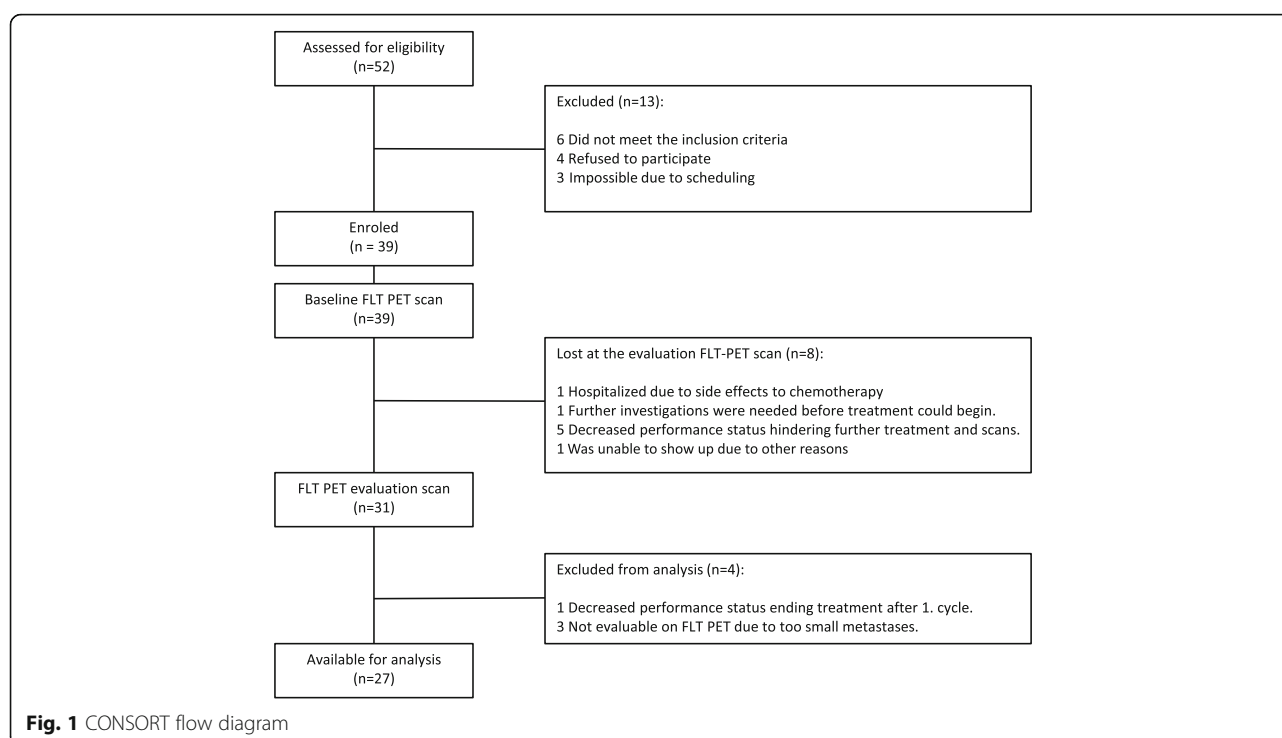 Assessed for eligibility
(n=52)
Excluded (n=13):
6 Did not meet the inclusion criteria
4 Refused to participate
3 Impossible due to scheduling
Enroled
(n = 39)
Baseline FLT PET scan
(n=39)
Lost at the evaluation FLT-PET scan (n=8):
1 Hospitalized due to side effects to chemotherapy
1 Further investigations were needed before treatment could begin.
5 Decreased performance status hindering further treatment and scans.
1 Was unable to show up due to other reasons
FLT PET evaluation scan
(n=31)
Excluded from analysis (n=4):
1 Decreased performance status ending treatment after 1. cycle.
3 Not evaluable on FLT PET due to too small metastases.
Available for analysis
(n=27)
Fig. 1 CONSORT flow diagram